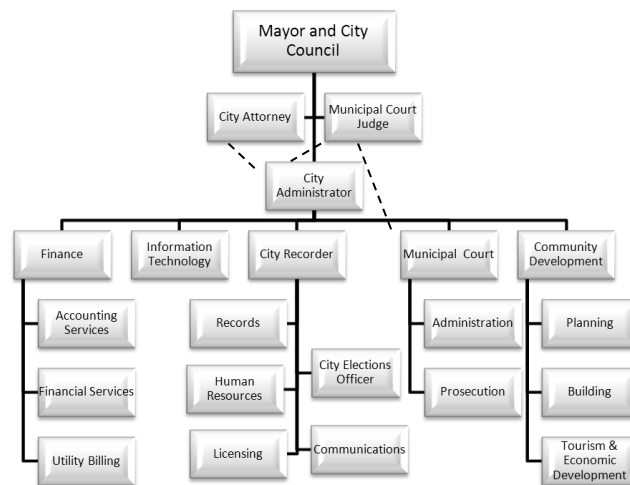 Mayor and City
Council
City Attorney
Municipal Court
Judge
City
Administrator
Finance
Information
Technology
City Recorder
Municipal Court
Community
Development
Accounting
Services
Records
Administration
Planning
City Elections
Officer
Financial Services
Human
Resources
Prosecution
Building
Utility Billing
Licensing
Communications
Tourism &
Economic
Development